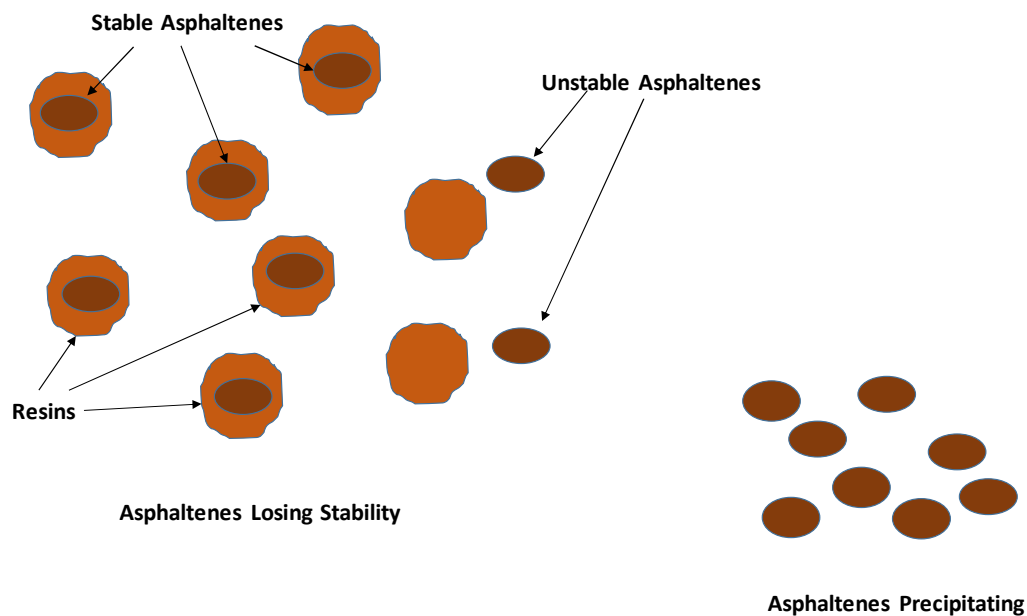 Stable Asphaltenes
Unstable Asphaltenes
Resins
Asphaltenes Losing Stability
Asphaltenes Precipitating